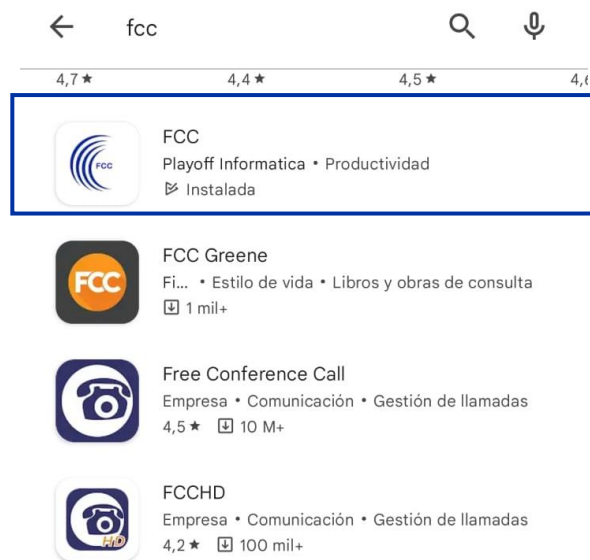 fcc
4,7★ 4,4★ 4,5★
FCC
FCC
Playoff Informatica • Productividad
Instalada
FCC
FCC Greene
Fi... • Estilo de vida • Libros y obras de consulta
1 mil+
Free Conference Call
Empresa • Comunicación • Gestión de llamadas
4,5★ 10 M+
HD
FCCHD
Empresa • Comunicación • Gestión de llamadas
4,2★ 100 mil+